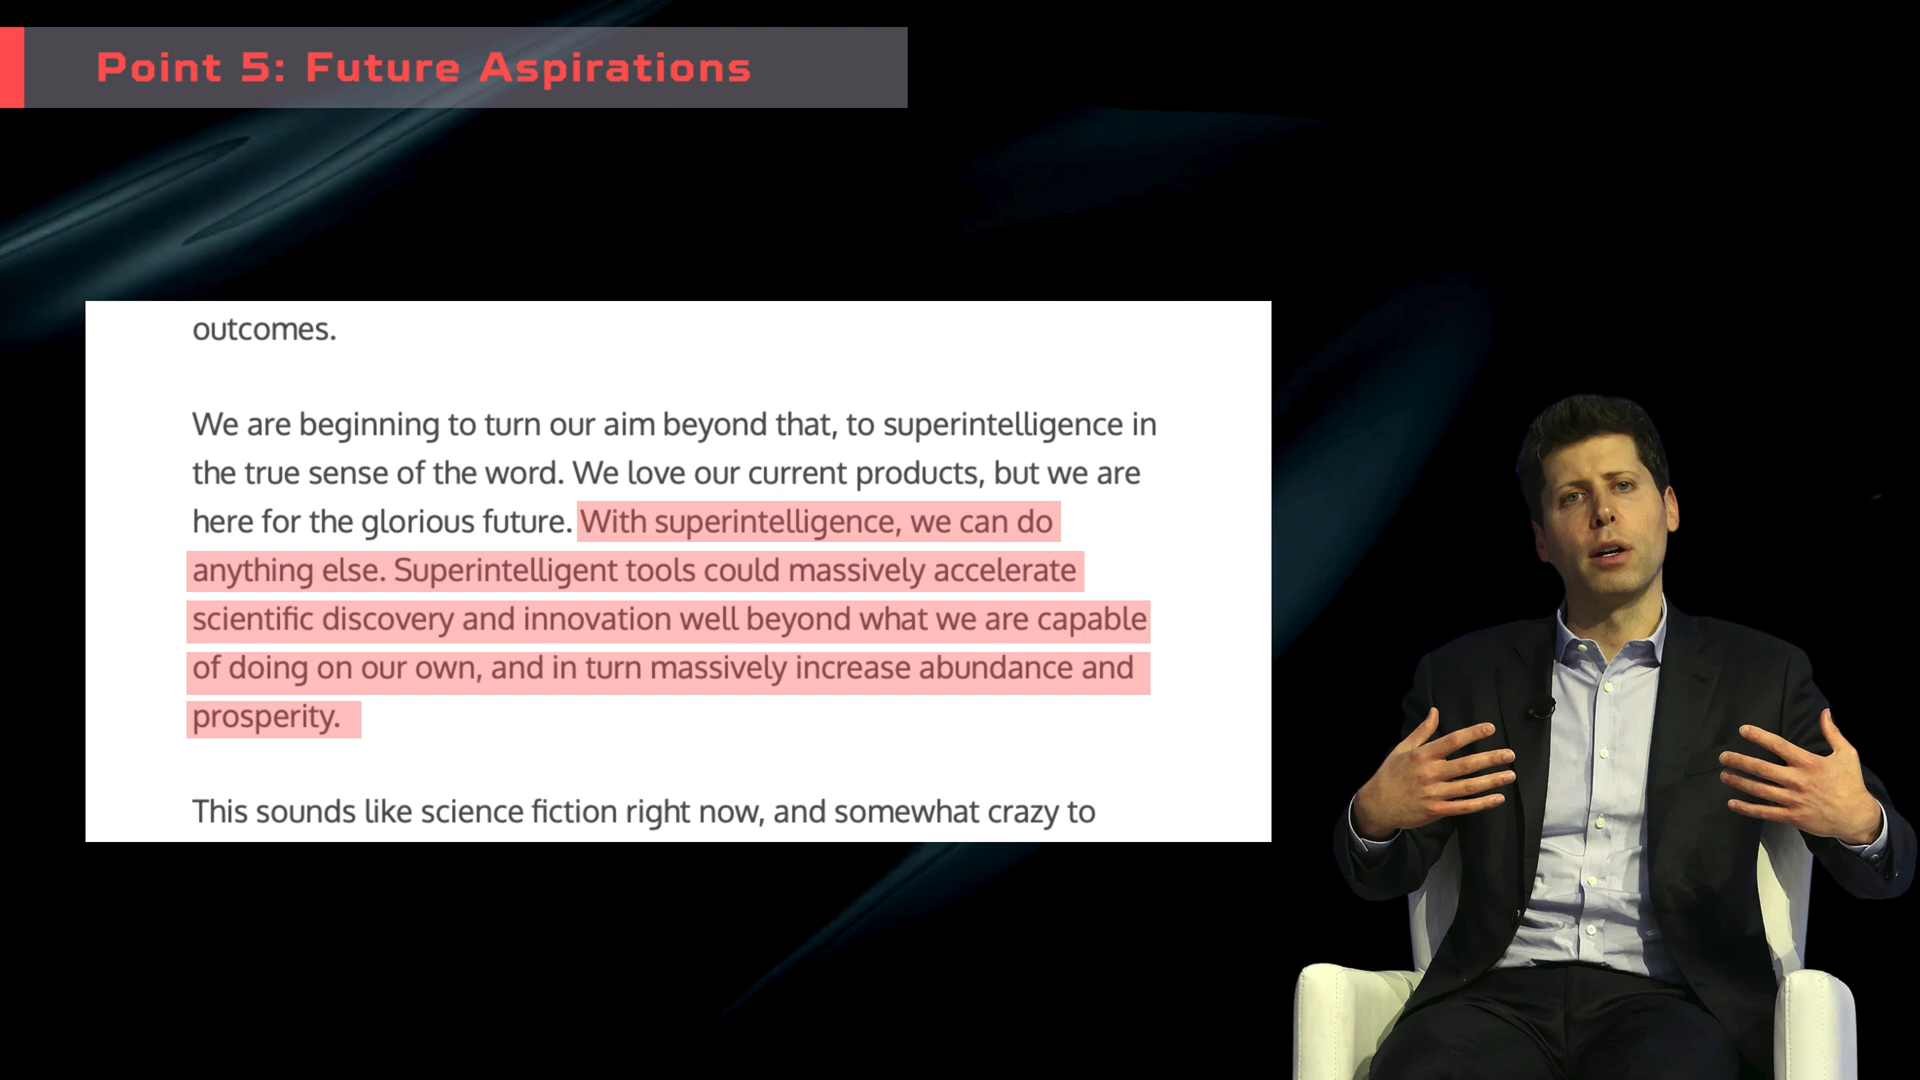 Point 5: Future Aspirations
outcomes.
We are beginning to turn our aim beyond that, to superintelligence in
the true sense of the word. We love our current products, but we are
here for the glorious future. With superintelligence, we can do
anything else. Superintelligent tools could massively accelerate
scientific discovery and innovation well beyond what we are capable
of doing on our own, and in turn massively increase abundance and
prosperity.
This sounds like science fiction right now, and somewhat crazy to